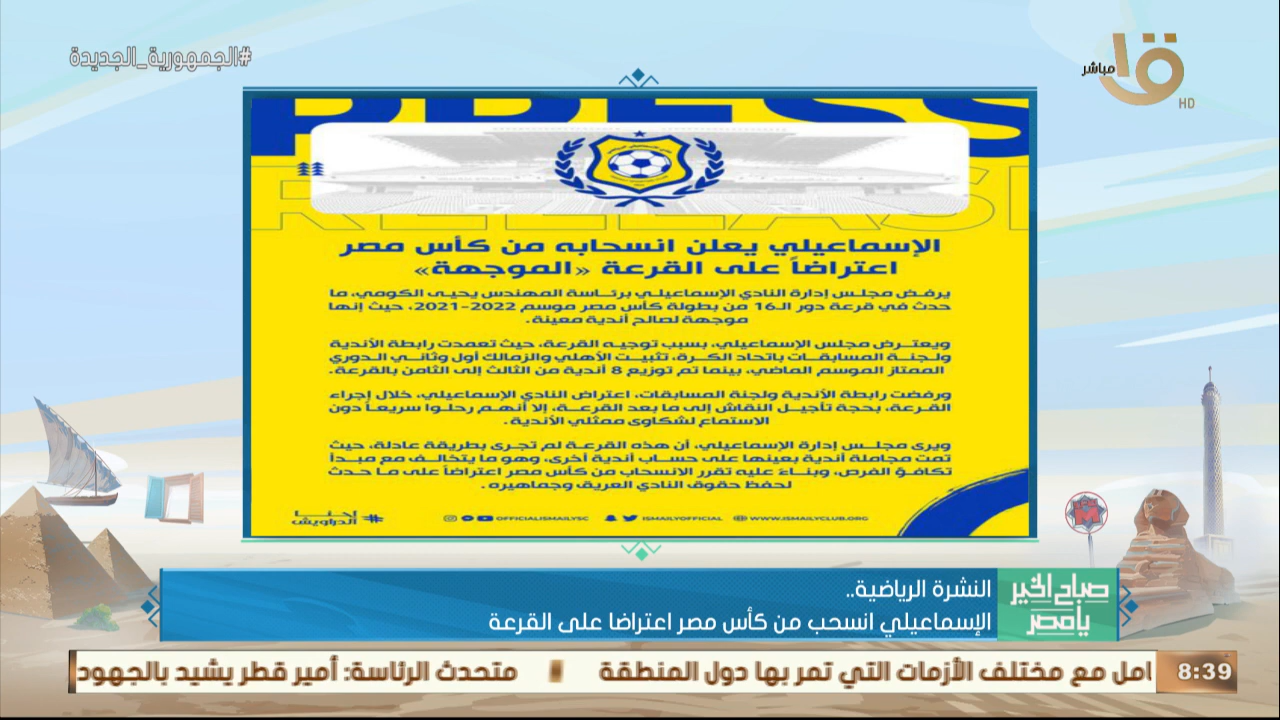 #الجمهورية_الجديدة
مباشر
HD
PRESS
الإسماعيلي يعلن انسحابه من كأس مصر
اعتراضاً على القرعة «الموجهة»
يرفض مجلس إدارة النادي الإسماعيلي برئاسة المهندس يحيى الكومي، ما
حدث في قرعة دور الـ16 من بطولة كأس مصر موسم 2022-2021، حيث إنها
موجهة لصالح أندية معينة.
ويعترض مجلس الإسماعيلي، بسبب توجيه القرعة، حيث تعمدت رابطة الأندية
ولجنة المسابقات باتحاد الكرة، تثبيت الأهلي والزمالك أول وثاني الدوري
الممتاز الموسم الماضي، بينما تم توزيع 8 أندية من الثالث إلى الثامن بالقرعة.
ورفضت رابطة الأندية ولجنة المسابقات، اعتراض النادي الإسماعيلي، خلال إجراء
القرعة، بحجة تأجيل النقاش إلى ما بعد القرعة، إلا أنهم رحلوا سريعاً دون
الاستماع لشكاوى ممثلي الأندية.
ويرى مجلس إدارة الإسماعيلي، أن هذه القرعة لم تجرى بطريقة عادلة، حيث
تمت مجاملة أندية بعينها على حساب أندية أخرى، وهو ما يتخالف مع مبدأ
تكافؤ الفرص، وبناءً عليه تقرر الانسحاب من كأس مصر اعتراضاً على ما حدث
لحفظ حقوق النادي العريق وجماهيره.
#إحنا الدراويش
OFFICIALISMAILYSC ISMAILYOFFICIAL WWW.ISMAILYCLUB.ORG
صباح الخير يا مصر
النشرة الرياضية..
الإسماعيلي انسحب من كأس مصر اعتراضا على القرعة
8:39 امل مع مختلف الأزمات التي تمر بها دول المنطقة متحدث الرئاسة: أمير قطر يشيد بالجهود